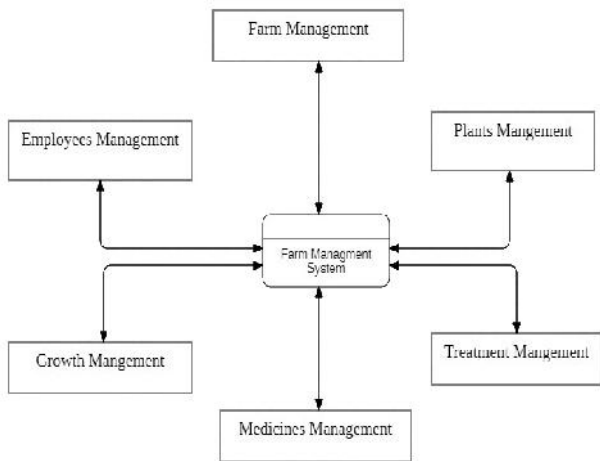 Farm Management
Employees Management
Plants Mangement
Farm Managment
System
Growth Mangement
Treatment Mangement
Medicines Management